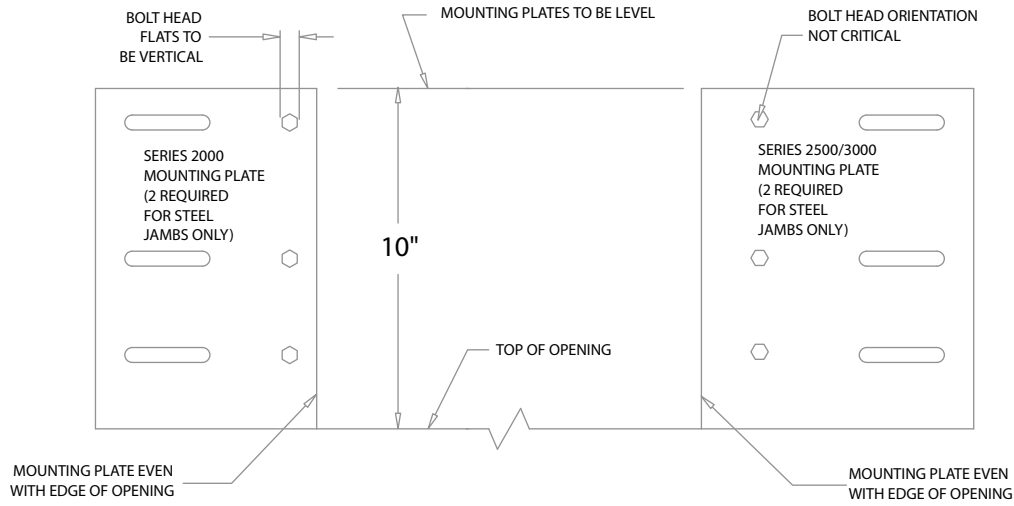 BOLT HEAD
FLATS TO
BE VERTICAL
MOUNTING PLATES TO BE LEVEL
BOLT HEAD ORIENTATION
NOT CRITICAL
SERIES 2000
MOUNTING PLATE
(2 REQUIRED
FOR STEEL
JAMBS ONLY)
10"
SERIES 2500/3000
MOUNTING PLATE
(2 REQUIRED
FOR STEEL
JAMBS ONLY)
TOP OF OPENING
MOUNTING PLATE EVEN
WITH EDGE OF OPENING
MOUNTING PLATE EVEN
WITH EDGE OF OPENING